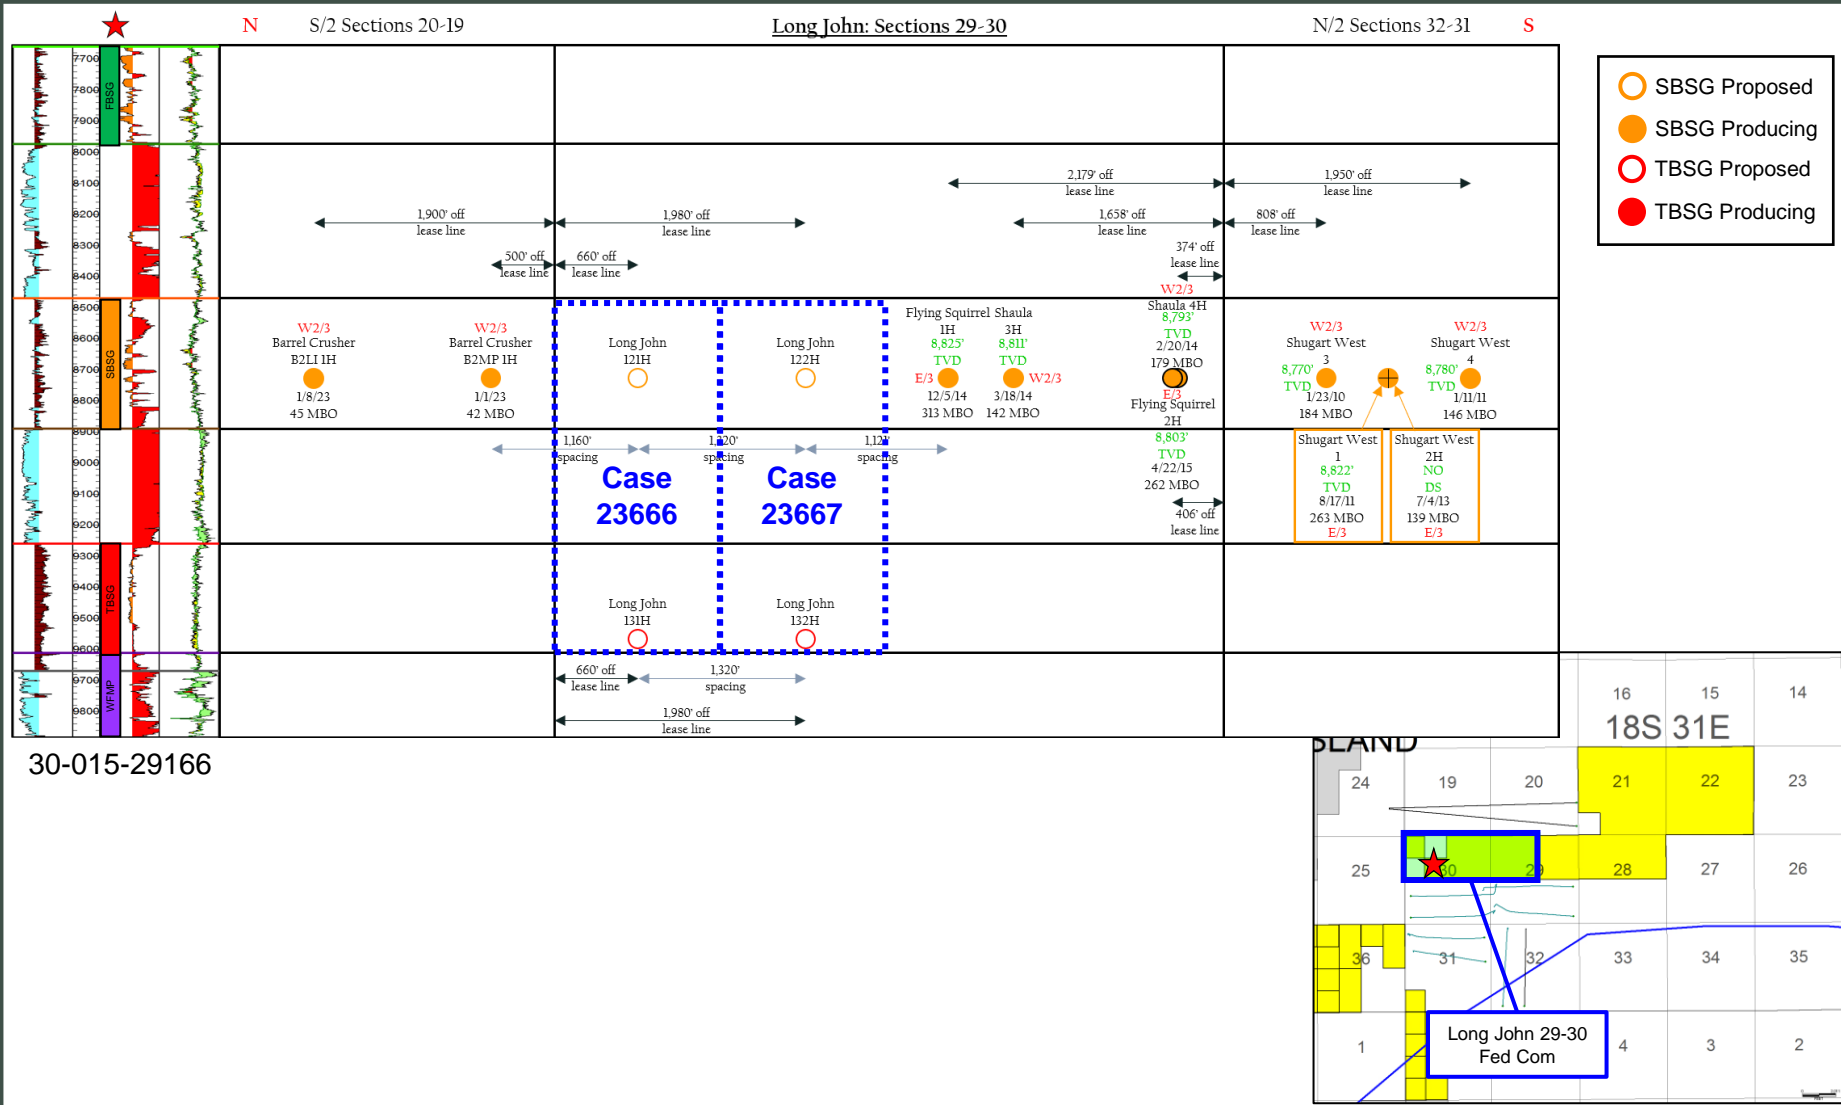 N
S/2 Sections 20-19
Long John: Sections 29-30
N/2 Sections 32-31
S
SBSG Proposed
SBSG Producing
TBSG Proposed
TBSG Producing
7700
7800
7900
8000
8100
8200
8300
8400
8500
8600
8700
8800
8900
9000
9100
9200
9300
9400
9500
9600
9700
9800
FBSG
SBSG
TBSG
WFMP
2,179' off
lease line
1,950' off
lease line
1,900' off
lease line
1,980' off
lease line
1,658' off
lease line
808' off
lease line
500' off
lease line
660' off
lease line
374' off
lease line
W2/3
Barrel Crusher
B2LI 1H
1/8/23
45 MBO
W2/3
Barrel Crusher
B2MP 1H
1/1/23
42 MBO
Long John
121H
Long John
122H
Flying Squirrel
1H
8,825'
TVD
E/3
12/5/14
313 MBO
Shaula
3H
8,811'
TVD
W2/3
3/18/14
142 MBO
W2/3
Shaula 4H
8,793'
TVD
2/20/14
179 MBO
E/3
Flying Squirrel
2H
8,803'
TVD
4/22/15
262 MBO
406' off
lease line
W2/3
Shugart West
3
8,770'
TVD
1/23/10
184 MBO
W2/3
Shugart West
4
8,780'
TVD
1/11/11
146 MBO
Shugart West
1
8,822'
TVD
8/17/11
263 MBO
E/3
Shugart West
2H
NO
DS
7/4/13
139 MBO
E/3
1,160'
spacing
1,320'
spacing
1,121'
spacing
Case
23666
Case
23667
Long John
131H
Long John
132H
660' off
lease line
1,320'
spacing
1,980' off
lease line
30-015-29166
16 15 14
18S 31E
SLAND
24 19 20 21 22 23
25 30 29 28 27 26
36 31 32 33 34 35
1 4 3 2
Long John 29-30
Fed Com